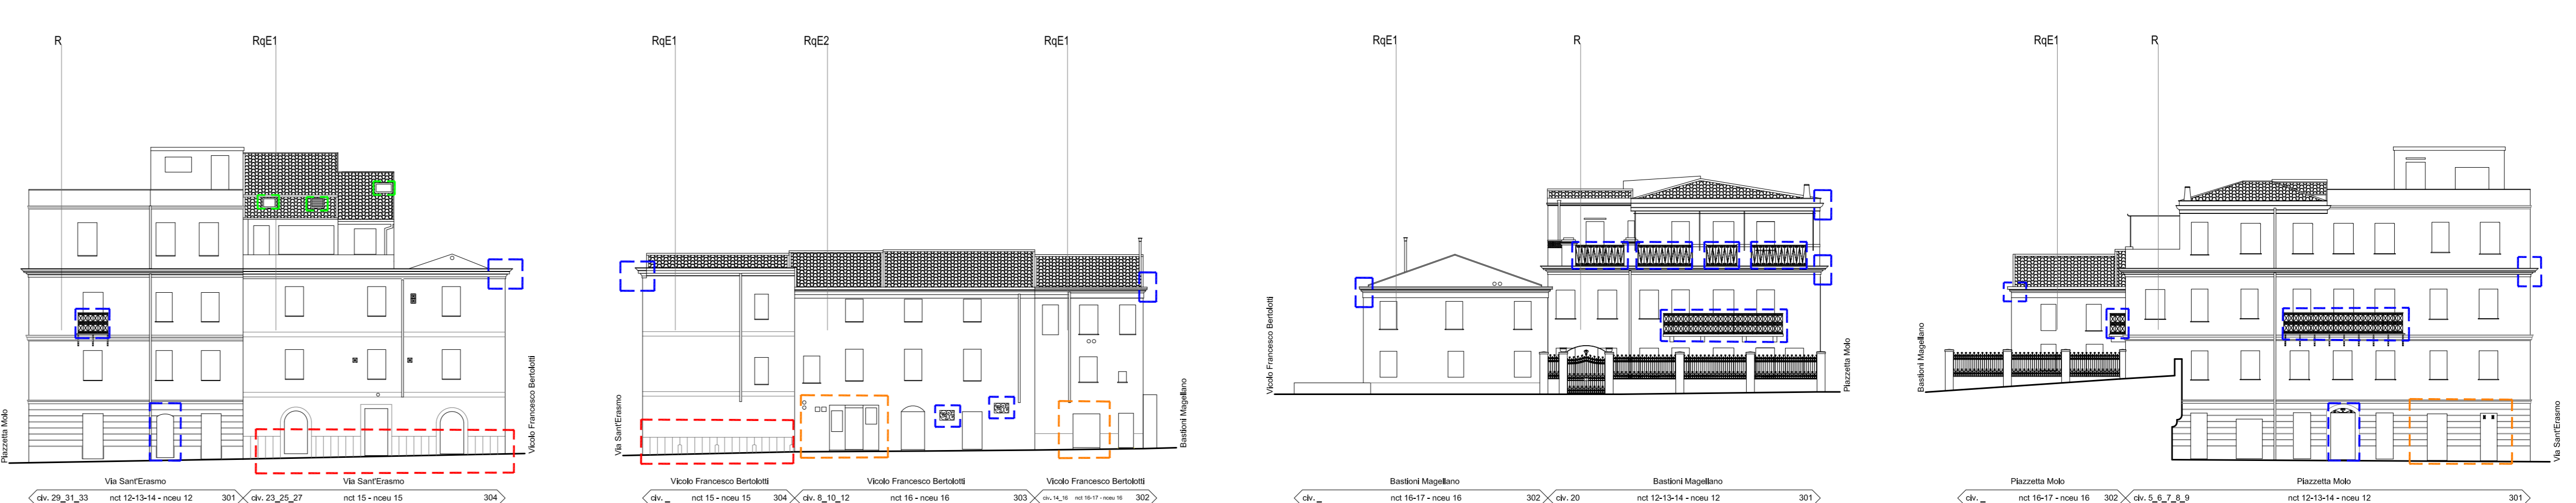 R RqE1
Piazzetta Molo
Vicolo Francesco Bertolotti
Via Sant'Erasmo Via Sant'Erasmo
civ. 29_31_33 nct 12-13-14 - nceu 12 301 civ. 23_25_27 nct 15 - nceu 15 304
RqE1 RqE2 RqE1
Via Sant'Erasmo
Bastioni Magellano
Vicolo Francesco Bertolotti Vicolo Francesco Bertolotti Vicolo Francesco Bertolotti
civ. _ nct 15 - nceu 15 304 civ. 8_10_12 nct 16 - nceu 16 303 civ. 14_16 nct 16-17 - nceu 16 302
RqE1 R
Vicolo Francesco Bertolotti
Piazzetta Molo
Bastioni Magellano Bastioni Magellano
civ. _ nct 16-17 - nceu 16 302 civ. 20 nct 12-13-14 - nceu 12 301
RqE1 R
Bastioni Magellano
Via Sant'Erasmo
Piazzetta Molo Piazzetta Molo
civ. _ nct 16-17 - nceu 16 302 civ. 5_6_7_8_9 nct 12-13-14 - nceu 12 301